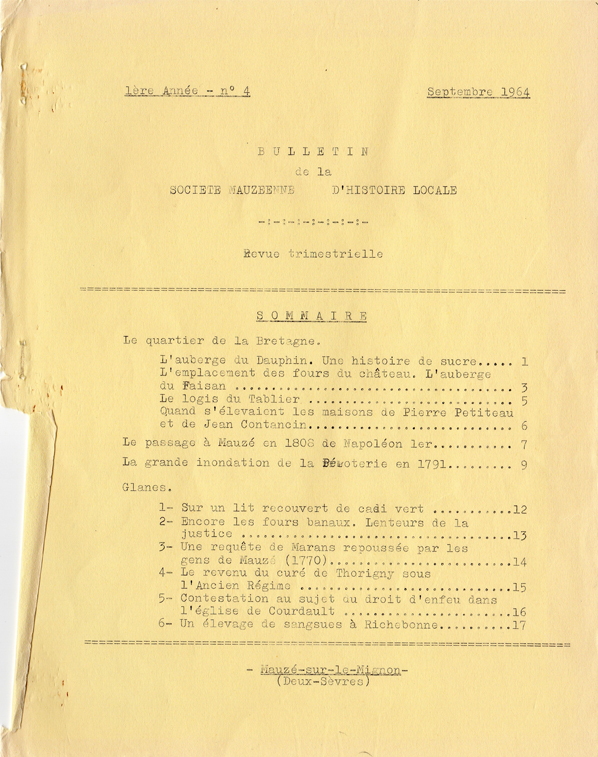 1ère Année - n° 4 Septembre 1964
B U L L E T I N
de la
SOCIETE MAUZEENNE D'HISTOIRE LOCALE
-:-:-:-:-:-:-:-
Revue trimestrielle
S O M M A I R E
Le quartier de la Bretagne.
L'auberge du Dauphin. Une histoire de sucre..... 1
L'emplacement des fours du château. L'auberge
du Faisan ...................................... 3
Le logis du Tablier ............................ 5
Quand s'élevaient les maisons de Pierre Petiteau
et de Jean Contancin............................ 6
Le passage à Mauzé en 1808 de Napoléon 1er........... 7
La grande inondation de la en 1791......... 9
Glanes.
1- Sur un lit recouvert de cadi vert ...........12
2- Encore les fours banaux. Lenteurs de la
justice .....................................13
3- Une requête de Marans repoussée par les
gens de Mauzé (1770).........................14
4- Le revenu du curé de Thorigny sous
l'Ancien Régime .............................15
5- Contestation au sujet du droit d'enfeu dans
l'église de Courdault .......................16
6- Un élevage de sangsues à Richebonne..........17
- Mauzé-sur-le-Mignon-
(Deux-Sèvres)